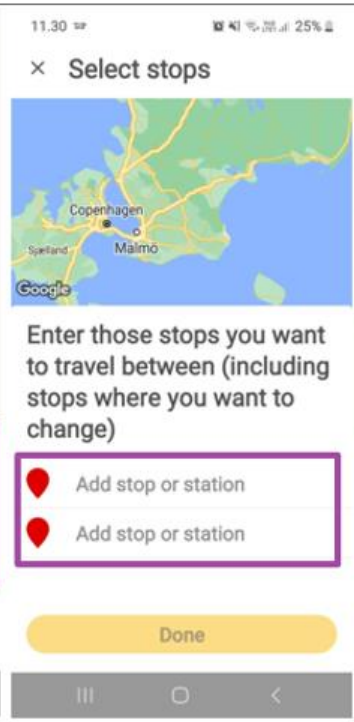 11.30
25%
× Select stops
Copenhagen
Sjælland
Malmö
Google
Enter those stops you want
to travel between (including
stops where you want to
change)
Add stop or station
Add stop or station
Done